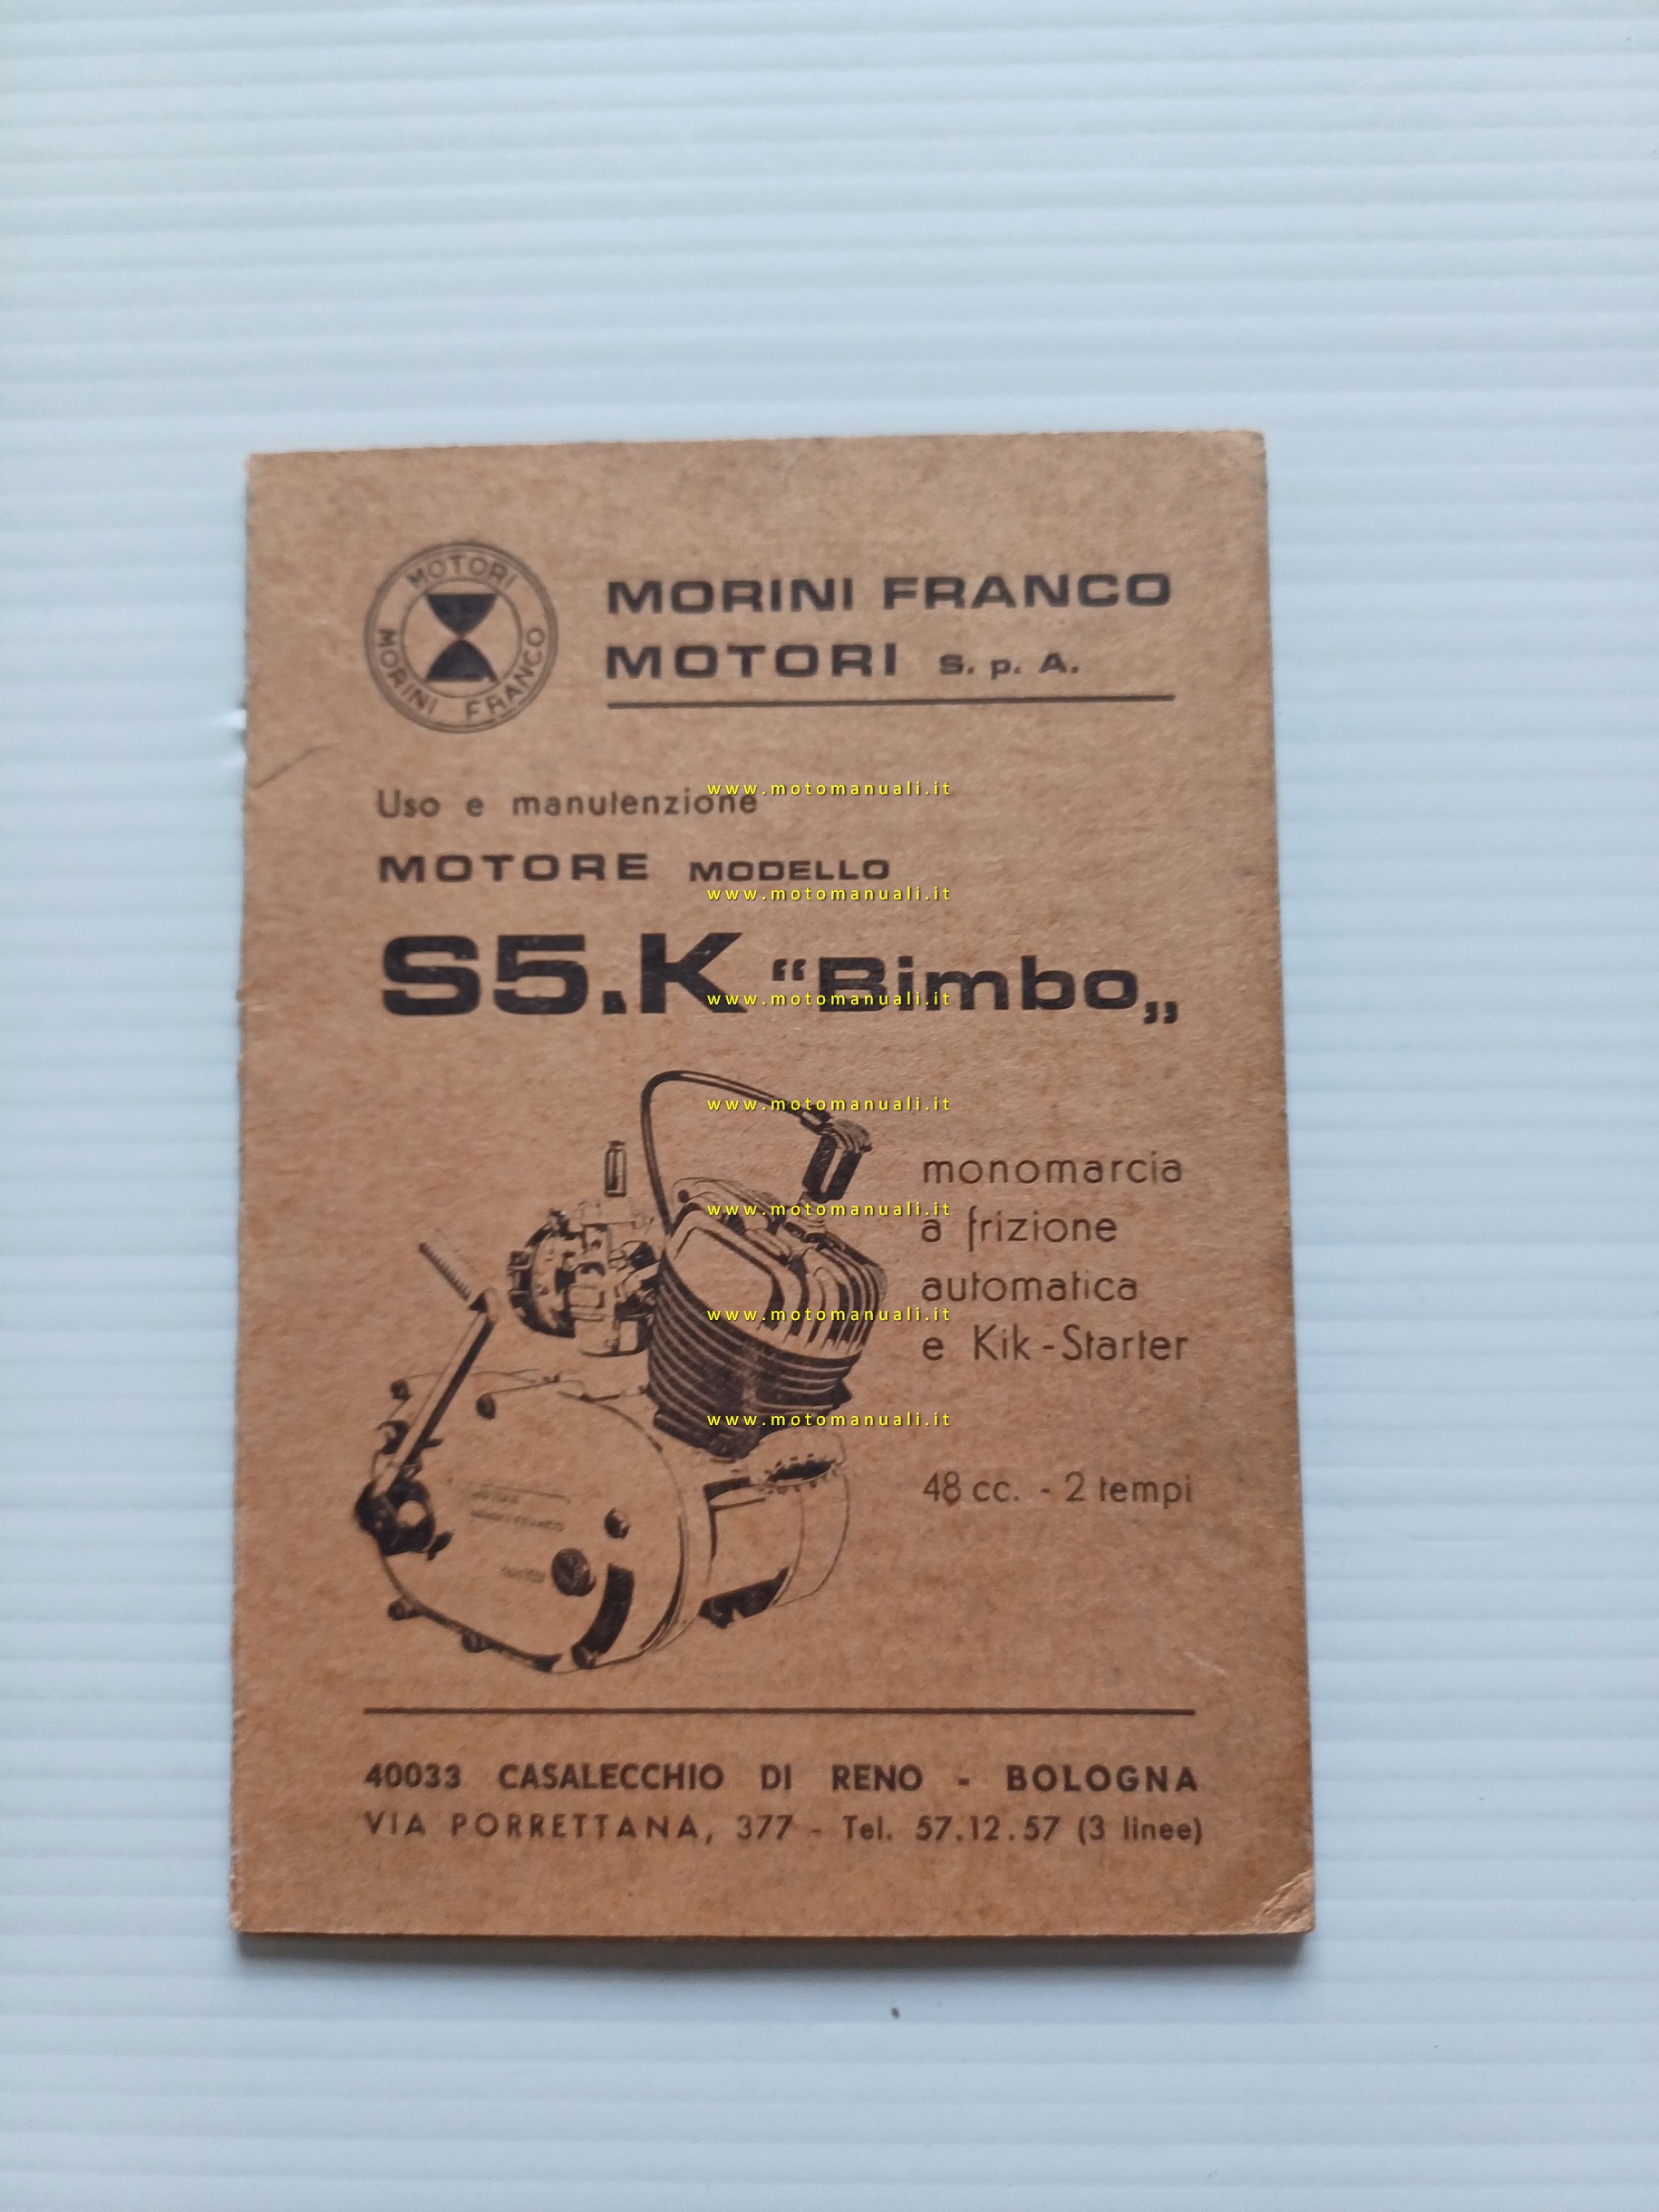 MOTORI
MORINI FRANCO
MORINI FRANCO
MOTORI S. p. A.
Uso e manutenzione
www.motomanuali.it
MOTORE MODELLO
www.motomanuali.it
S5.K “Bimbo„
www.motomanuali.it
www.motomanuali.it
monomarcia
www.motomanuali.it
a frizione
automatica
www.motomanuali.it
e Kik-Starter
www.motomanuali.it
48 cc. - 2 tempi
40033 CASALECCHIO DI RENO - BOLOGNA
VIA PORRETTANA, 377 - Tel. 57.12.57 (3 linee)